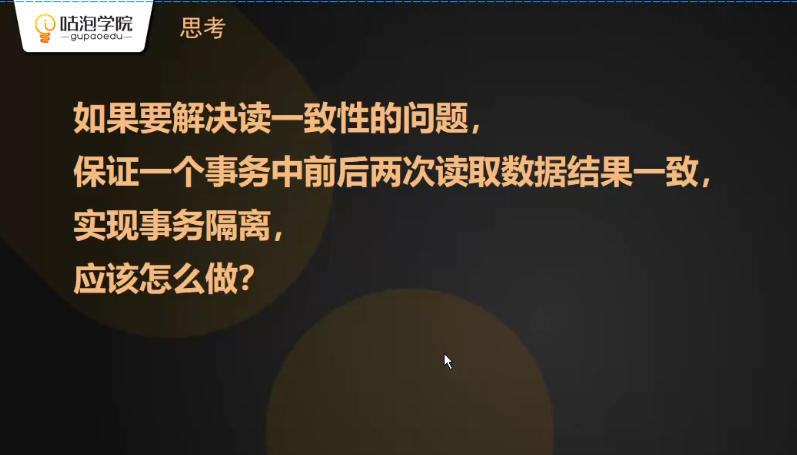 咕泡学院
gupaoedu
思考
如果要解决读一致性的问题，
保证一个事务中前后两次读取数据结果一致，
实现事务隔离，
应该怎么做？